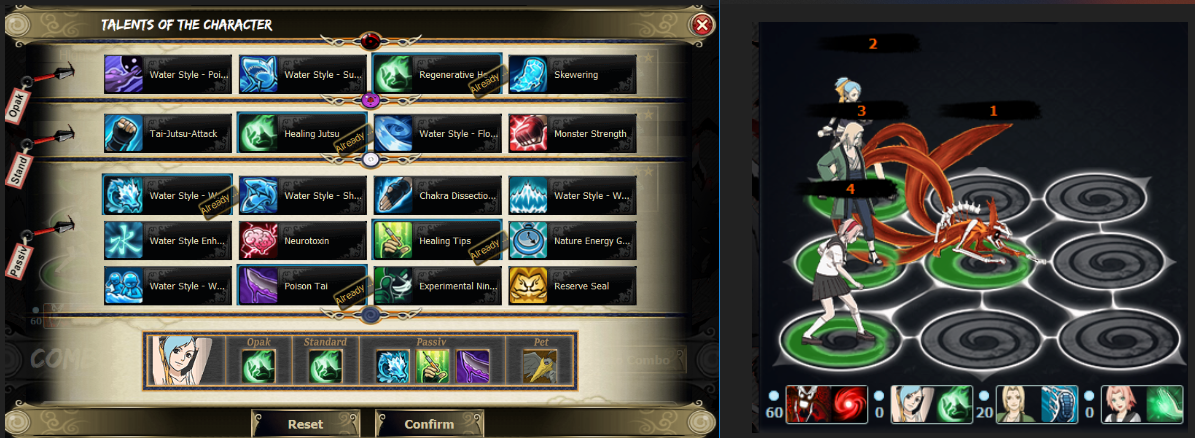 TALENTS OF THE CHARACTER
Opak
Water Style - Poi...
Water Style - Su...
Regenerative He...
Already
Skewering
Stand
Tai-Jutsu-Attack
Healing Jutsu
Already
Water Style - Flo...
Monster Strength
Passiv
Water Style - W...
Already
Water Style - Sh...
Chakra Dissectio...
Water Style - W...
Water Style Enh...
Neurotoxin
Healing Tips
Already
Nature Energy G...
Water Style - W...
Poison Tai
Already
Experimental Nin...
Reserve Seal
60
COM
Combo
Opak
Standard
Passiv
Pet
Reset
Confirm
2
3
1
4
60
0
20
0